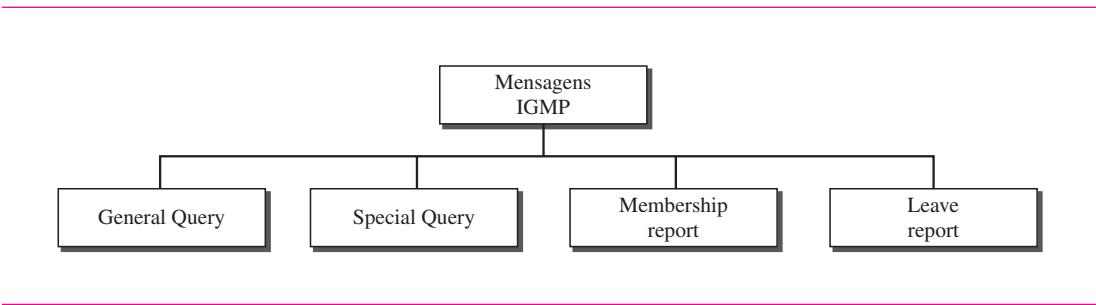 Mensagens
IGMP
General Query
Special Query
Membership
report
Leave
report